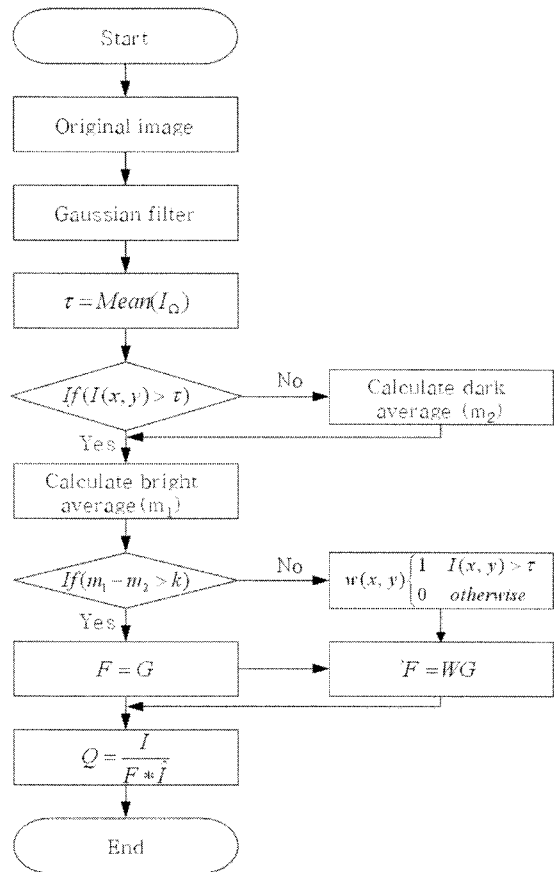 Start
Original image
Gaussian filter
τ = Mean(I_Ω)
If(I(x, y) > τ)
No
Calculate dark
average (m₂)
Yes
Calculate bright
average(m₁)
If(m₁ − m₂ > k)
No
w(x, y){1 I(x, y) > τ
0 otherwise
Yes
F = G
F = WG
Q = I / (F * Î)
End